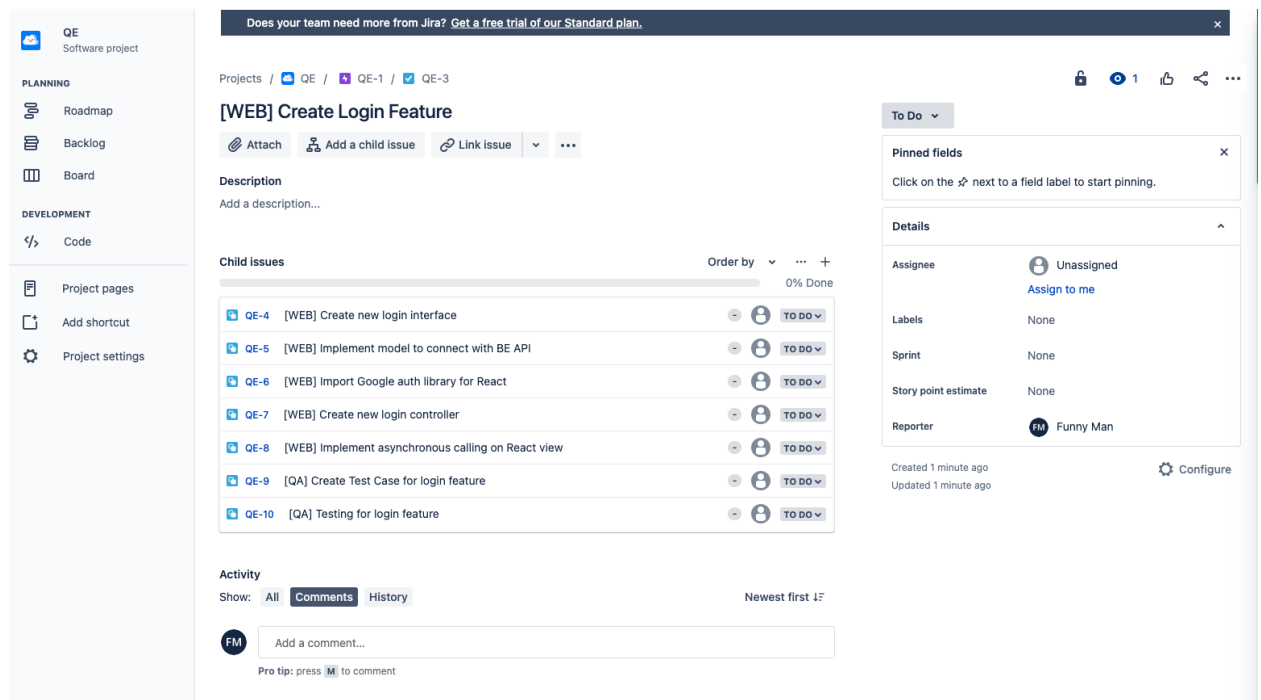 Does your team need more from Jira? Get a free trial of our Standard plan.
QE
Software project
PLANNING
Roadmap
Backlog
Board
DEVELOPMENT
Code
Project pages
Add shortcut
Project settings
Projects / QE / QE-1 / QE-3
1
[WEB] Create Login Feature
Attach
Add a child issue
Link issue
Description
Add a description...
Child issues
Order by
0% Done
QE-4 [WEB] Create new login interface - TO DO
QE-5 [WEB] Implement model to connect with BE API - TO DO
QE-6 [WEB] Import Google auth library for React - TO DO
QE-7 [WEB] Create new login controller - TO DO
QE-8 [WEB] Implement asynchronous calling on React view - TO DO
QE-9 [QA] Create Test Case for login feature - TO DO
QE-10 [QA] Testing for login feature - TO DO
Activity
Show: All Comments History
Newest first
FM
Add a comment...
Pro tip: press M to comment
To Do
Pinned fields
Click on the next to a field label to start pinning.
Details
Assignee Unassigned
Assign to me
Labels None
Sprint None
Story point estimate None
Reporter FM Funny Man
Created 1 minute ago
Configure
Updated 1 minute ago